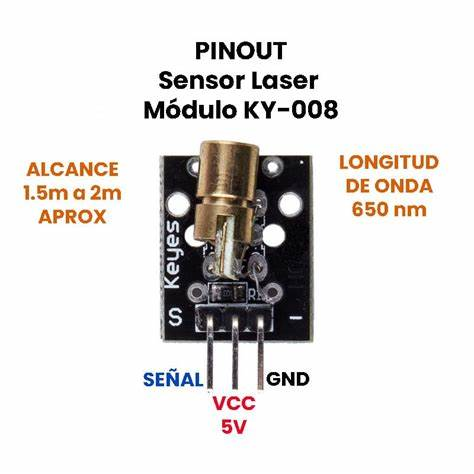 PINOUT
Sensor Laser
Módulo KY-008
ALCANCE
1.5m a 2m
APROX
LONGITUD
DE ONDA
650 nm
Keyes
S
-
SEÑAL
GND
VCC
5V